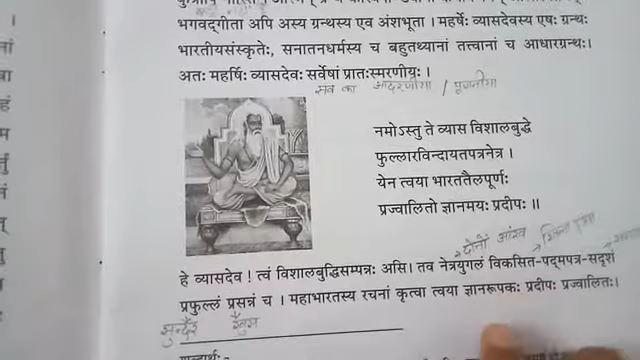 भगवद्गीता अपि अस्य ग्रन्थस्य एव अंशभूता । महर्षेः व्यासदेवस्य एषः ग्रन्थः
भारतीयसंस्कृतेः, सनातनधर्मस्य च बहुतथ्यानां तत्त्वानां च आधारग्रन्थः।
अतः महर्षिः व्यासदेवः सर्वेषां प्रातःस्मरणीयः ।
सब का आदरणीय / पूजनीय
नमोऽस्तु ते व्यास विशालबुद्धे
फुल्लारविन्दायतपत्रनेत्र ।
येन त्वया भारततैलपूर्णः
प्रज्वालितो ज्ञानमयः प्रदीपः ॥
दोनों आंख खिला हुआ
हे व्यासदेव ! त्वं विशालबुद्धिसम्पन्नः असि। तव नेत्रयुगलं विकसित-पद्मपत्र-सदृशं
प्रफुल्लं प्रसन्नं च । महाभारतस्य रचनां कृत्वा त्वया ज्ञानरूपकः प्रदीपः प्रज्वालितः।
सुन्दर खुश